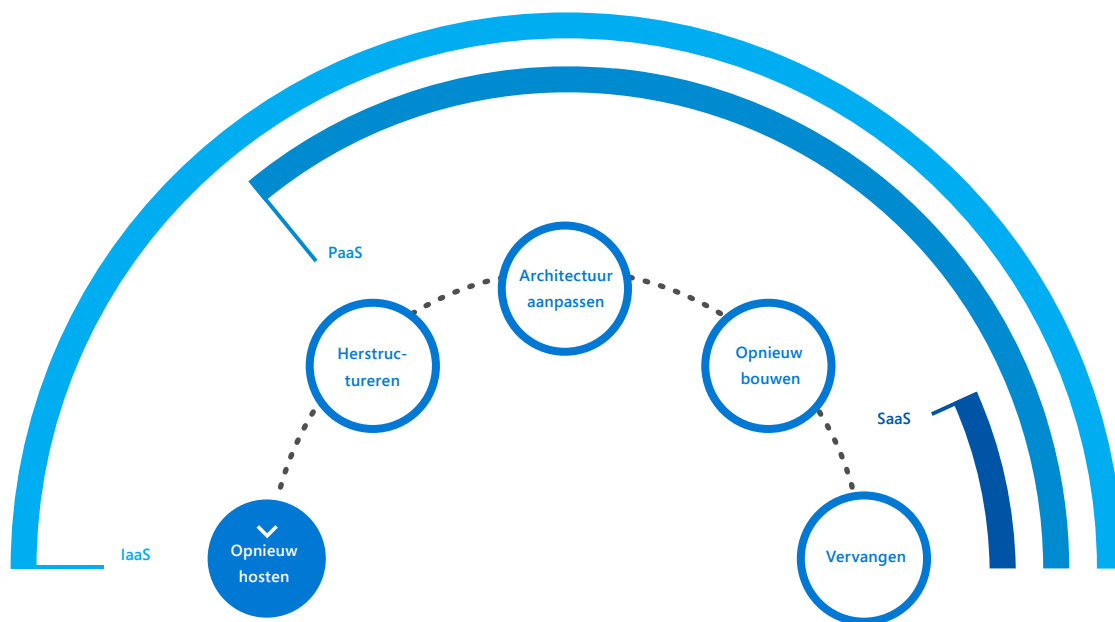 PaaS
Architectuur
aanpassen
Herstruc-
tureren
Opnieuw
bouwen
SaaS
IaaS
Opnieuw
hosten
Vervangen